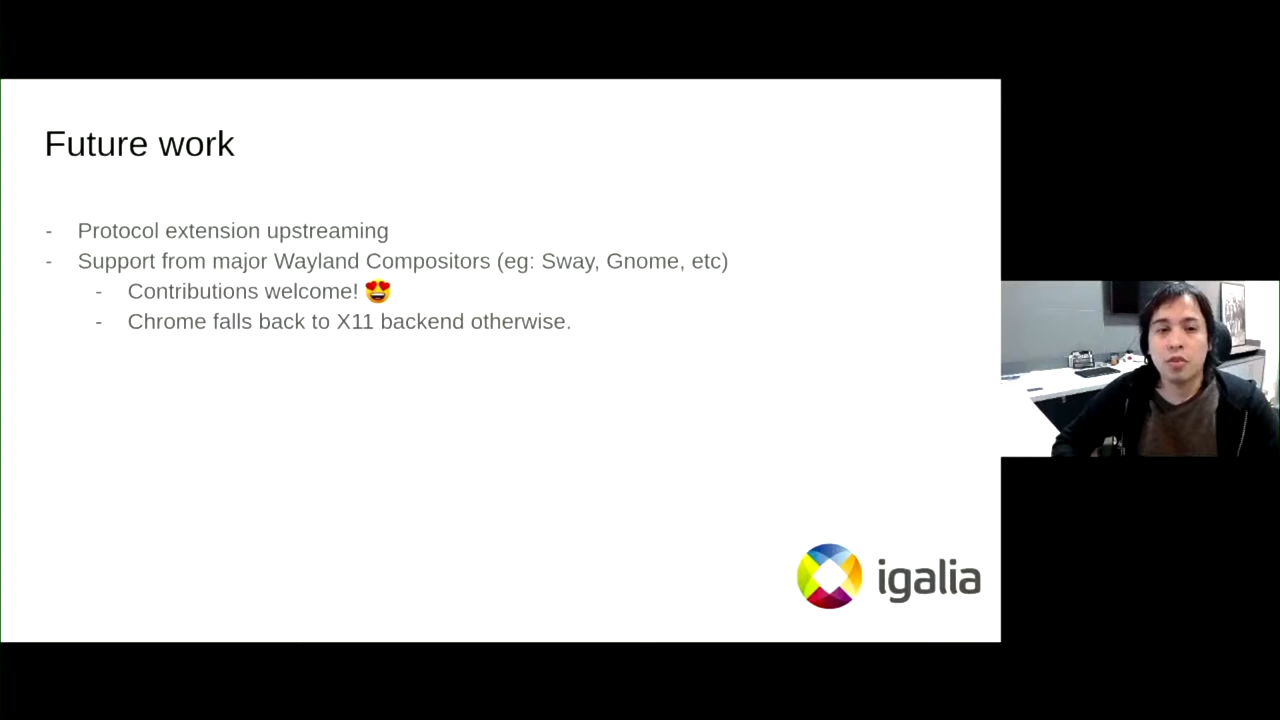 Future work
- Protocol extension upstreaming
- Support from major Wayland Compositors (eg: Sway, Gnome, etc)
- Contributions welcome! 😍
- Chrome falls back to X11 backend otherwise.
igalia